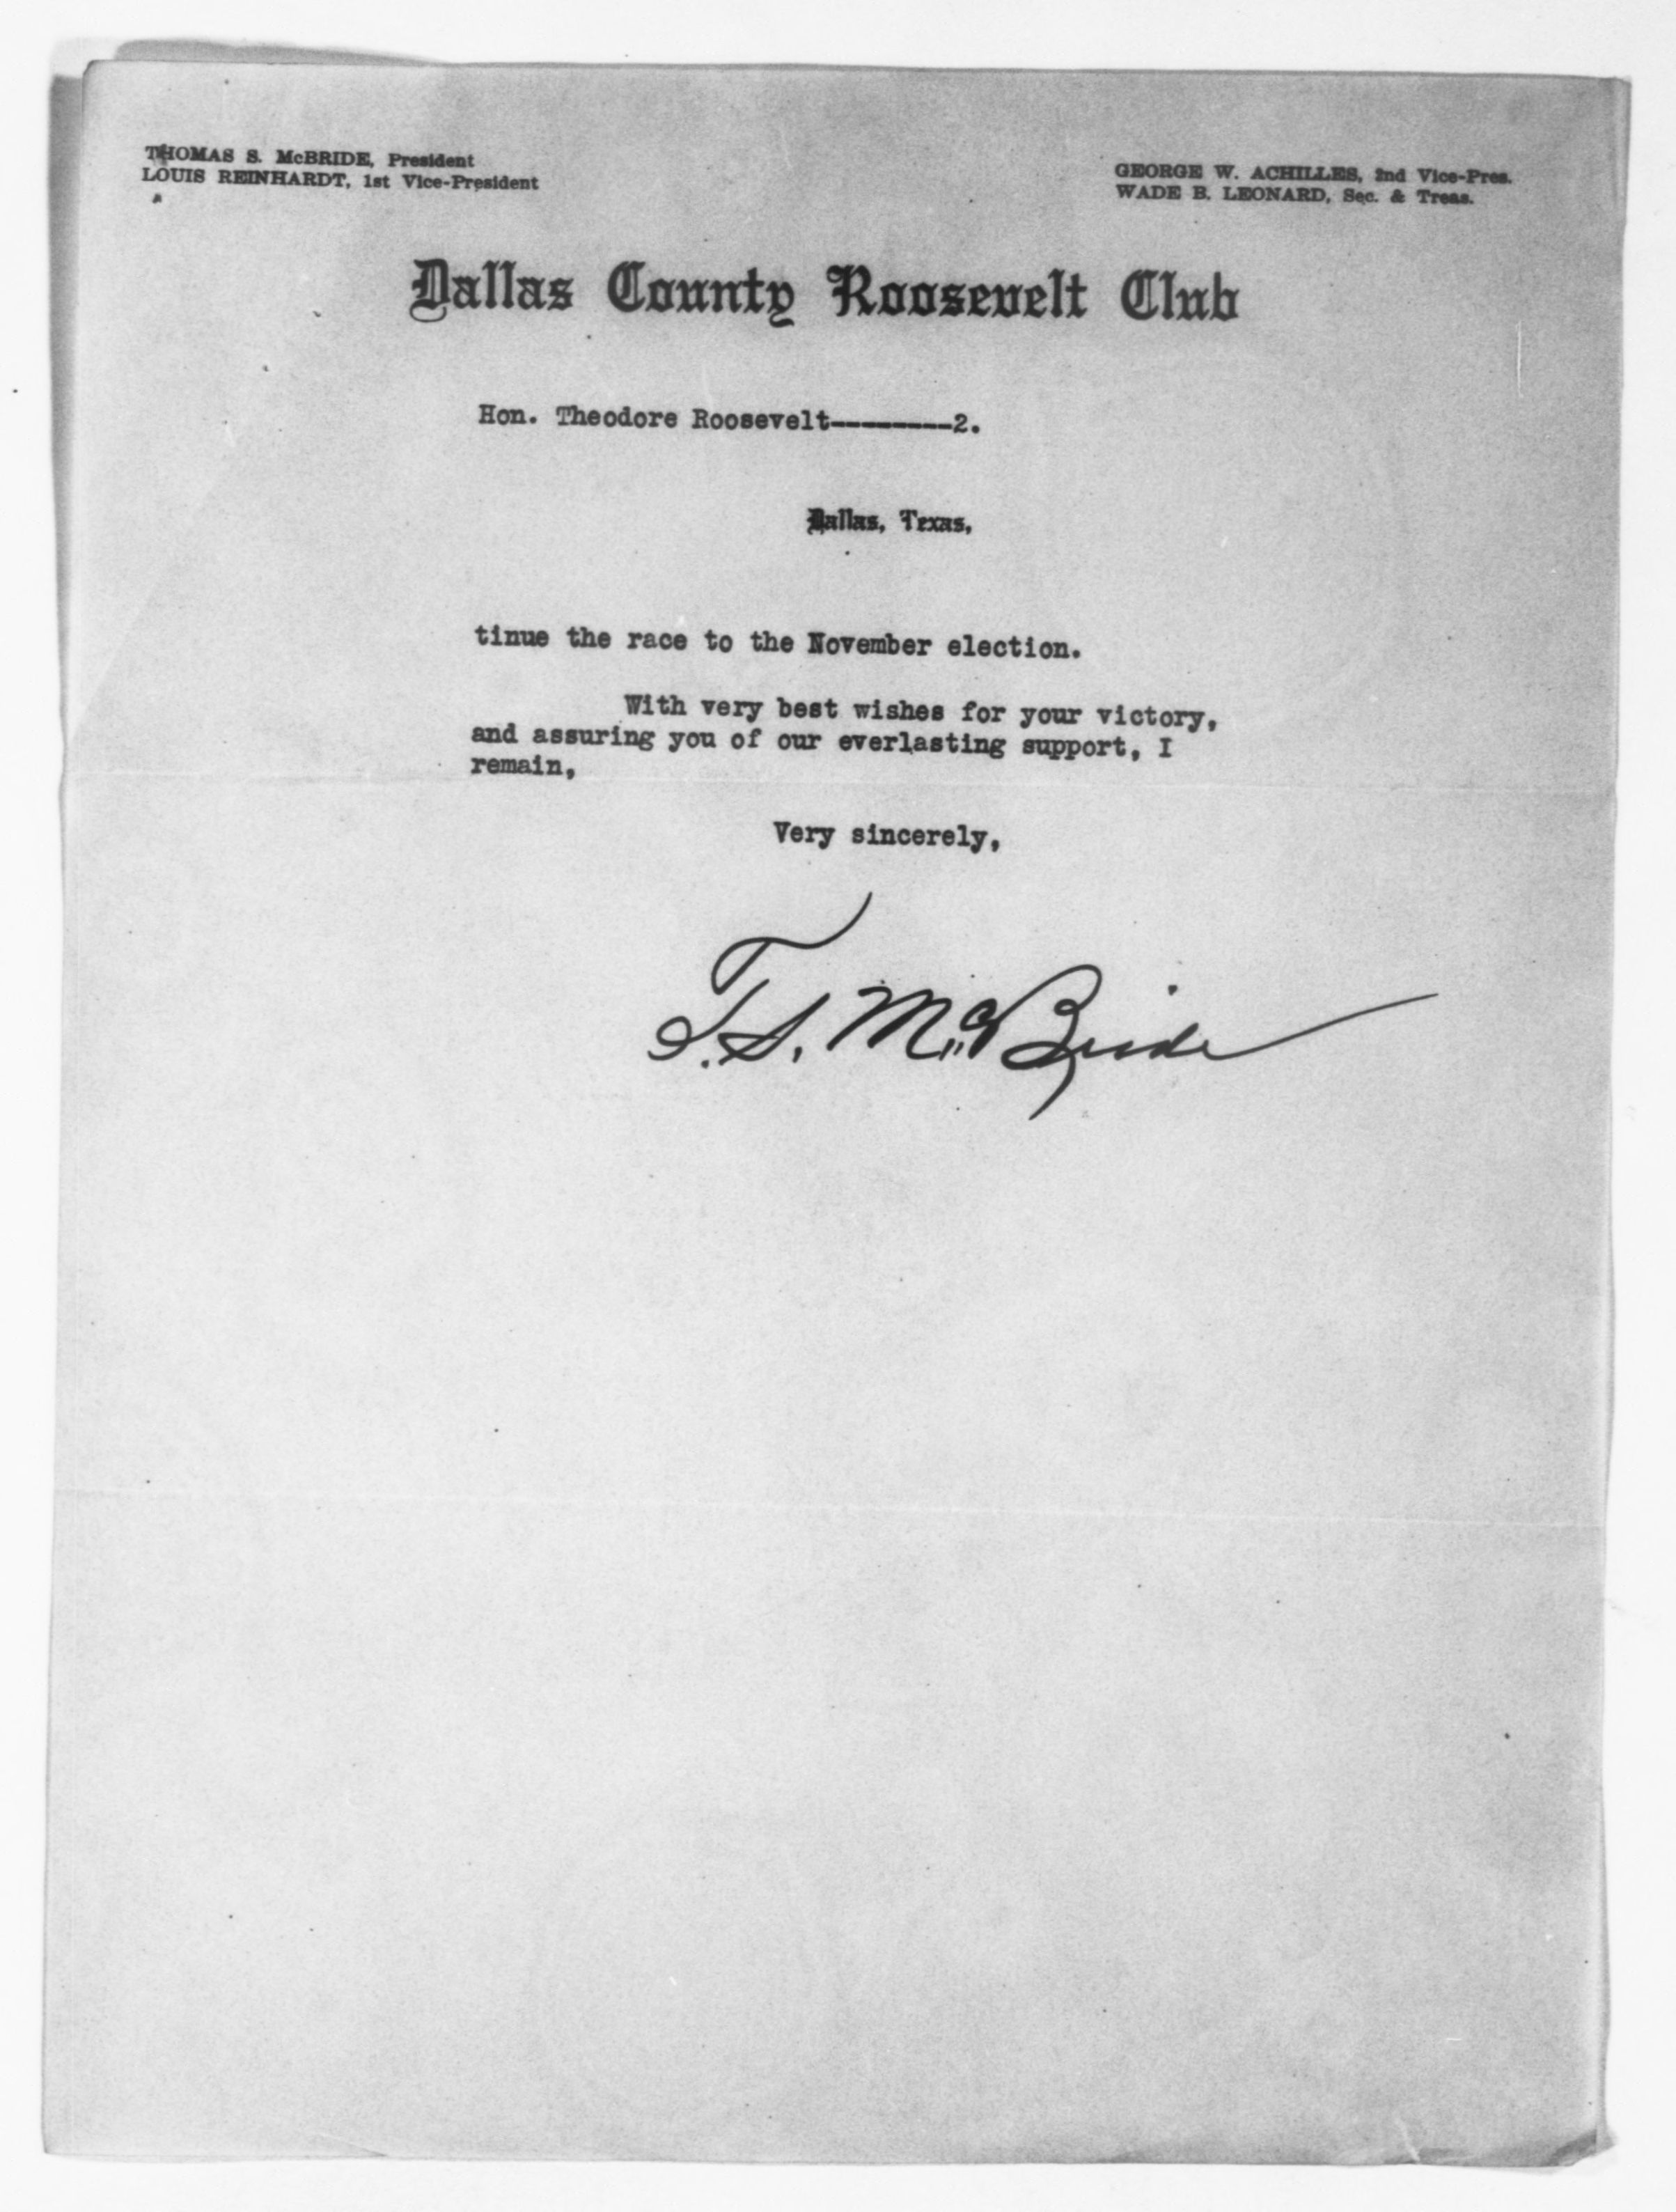 THOMAS S. McBRIDE, President
LOUIS REINHARDT, 1st Vice-President
GEORGE W. ACHILLES, 2nd Vice-Pres.
WADE B. LEONARD, Sec. & Treas.
Dallas County Roosevelt Club
Hon. Theodore Roosevelt--------2.
Dallas, Texas,
tinue the race to the November election.
With very best wishes for your victory,
and assuring you of our everlasting support, I
remain,
Very sincerely,
T. S. McBride